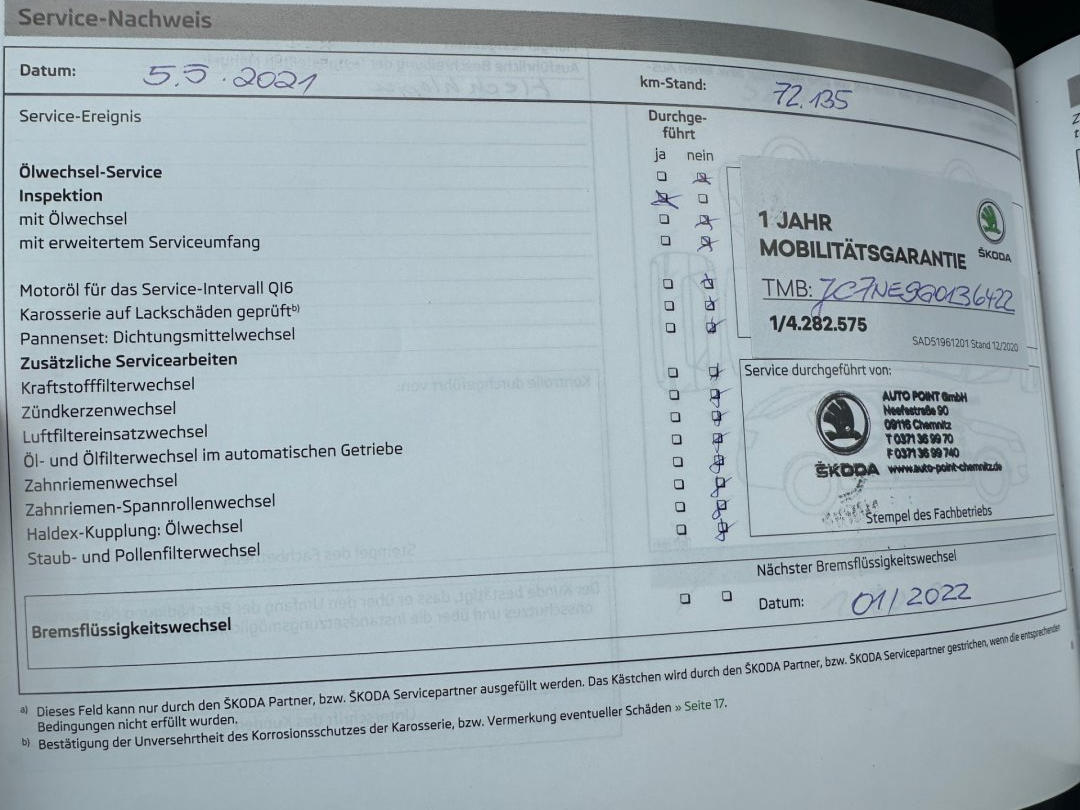 Service-Nachweis
Datum: 5.5.2021 km-Stand: 72.135
Service-Ereignis
Durchge-
führt
ja nein
Ölwechsel-Service
Inspektion
mit Ölwechsel
mit erweitertem Serviceumfang
Motoröl für das Service-Intervall QI6
Karosserie auf Lackschäden geprüft b)
Pannenset: Dichtungsmittelwechsel
Zusätzliche Servicearbeiten
Kraftstofffilterwechsel
Zündkerzenwechsel
Luftfiltereinsatzwechsel
Öl- und Ölfilterwechsel im automatischen Getriebe
Zahnriemenwechsel
Zahnriemen-Spannrollenwechsel
Haldex-Kupplung: Ölwechsel
Staub- und Pollenfilterwechsel
1 JAHR
MOBILITÄTSGARANTIE
ŠKODA
TMB: JC7NE9G0136422
1/4.282.575
SAD51961201 Stand 12/2020
Service durchgeführt von:
AUTO POINT GmbH
Neefestraße 90
09116 Chemnitz
T 0371 36 99 70
F 0371 36 99 740
ŠKODA www.auto-point-chemnitz.de
Stempel des Fachbetriebs
Bremsflüssigkeitswechsel
Nächster Bremsflüssigkeitswechsel
Datum: 01/2022
a) Dieses Feld kann nur durch den ŠKODA Partner, bzw. ŠKODA Servicepartner ausgefüllt werden. Das Kästchen wird durch den ŠKODA Partner, bzw. ŠKODA Servicepartner gestrichen, wenn die entsprechenden
Bedingungen nicht erfüllt wurden.
b) Bestätigung der Unversehrtheit des Korrosionsschutzes der Karosserie, bzw. Vermerkung eventueller Schäden » Seite 17.